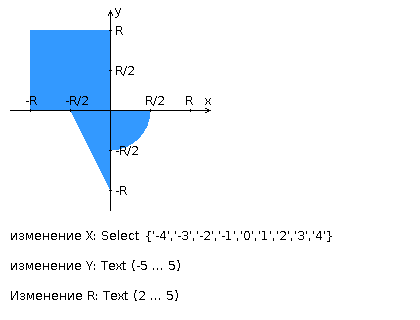 y
R
R/2
-R -R/2 R/2 R x
-R/2
-R
изменение X: Select {'-4','-3','-2','-1','0','1','2','3','4'}
изменение Y: Text (-5 ... 5)
Изменение R: Text (2 ... 5)